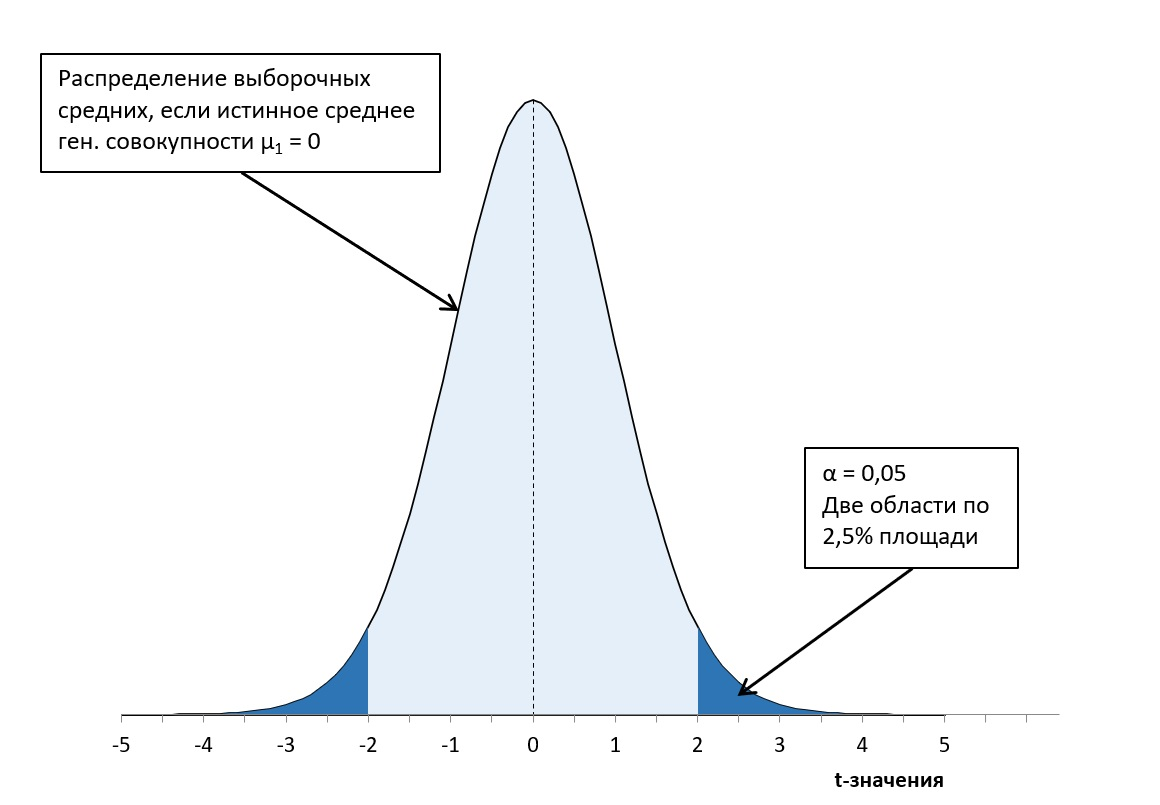 Распределение выборочных
средних, если истинное среднее
ген. совокупности μ₁ = 0
α = 0,05
Две области по
2,5% площади
-5 -4 -3 -2 -1 0 1 2 3 4 5
t-значения